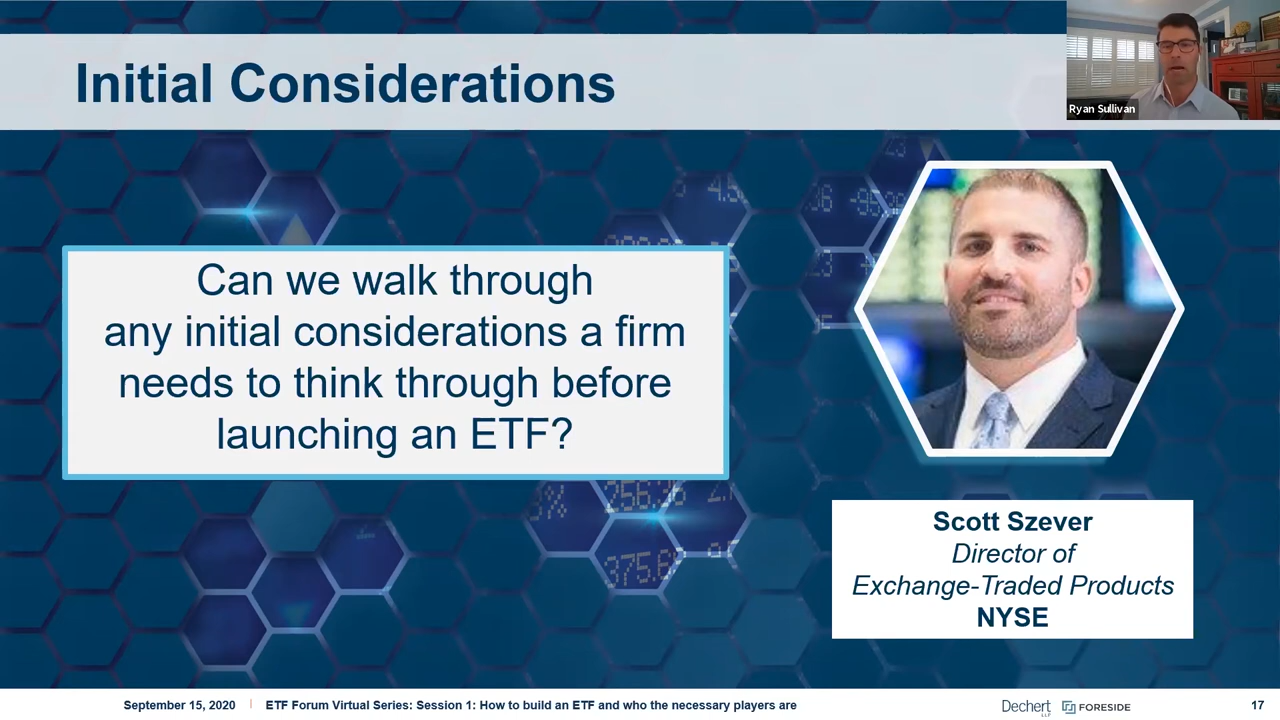 Initial Considerations
Ryan Sullivan
Can we walk through
any initial considerations a firm
needs to think through before
launching an ETF?
Scott Szever
Director of
Exchange-Traded Products
NYSE
September 15, 2020 | ETF Forum Virtual Series: Session 1: How to build an ETF and who the necessary players are
Dechert
LLP
FORESIDE
17